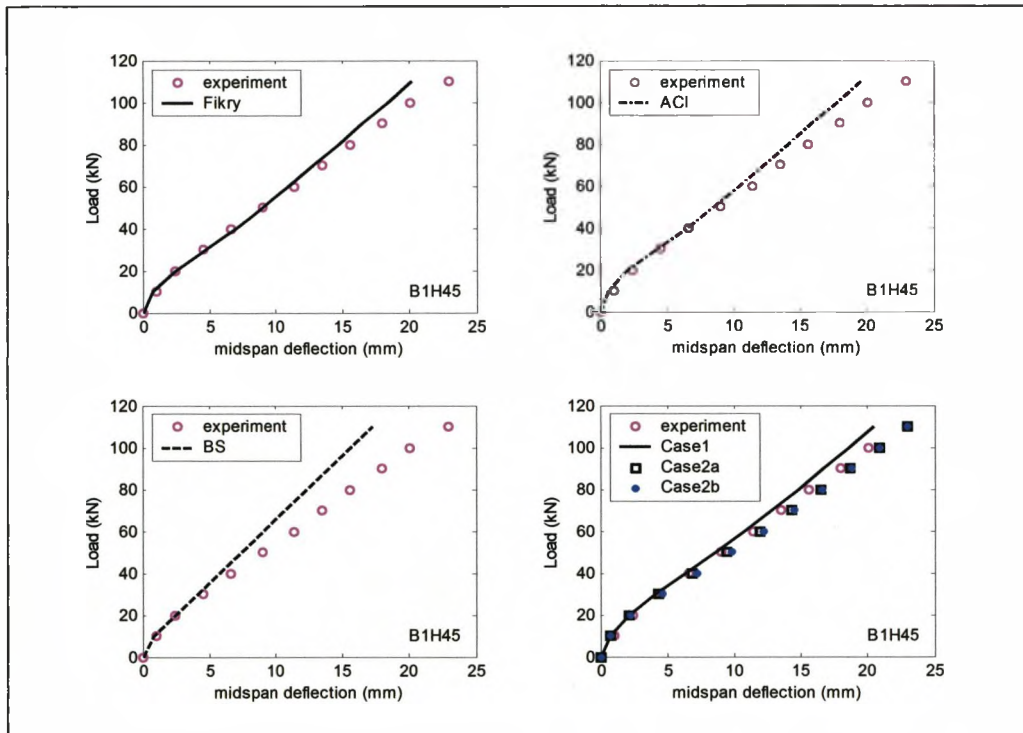 120
100
80
60
40
20
0
Load (kN)
experiment
Fikry
B1H45
0 5 10 15 20 25
midspan deflection (mm)
120
100
80
60
40
20
0
Load (kN)
experiment
ACI
B1H45
0 5 10 15 20 25
midspan deflection (mm)
120
100
80
60
40
20
0
Load (kN)
experiment
BS
B1H45
0 5 10 15 20 25
midspan deflection (mm)
120
100
80
60
40
20
0
Load (kN)
experiment
Case1
Case2a
Case2b
B1H45
0 5 10 15 20 25
midspan deflection (mm)